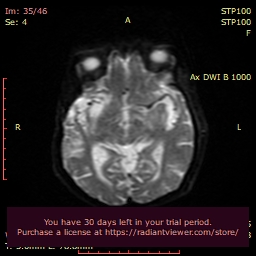 Im: 35/46
Se: 4
A
STP100
STP100
F
Ax DWI B 1000
R
L
You have 30 days left in your trial period.
Purchase a license at https://radiantviewer.com/store/